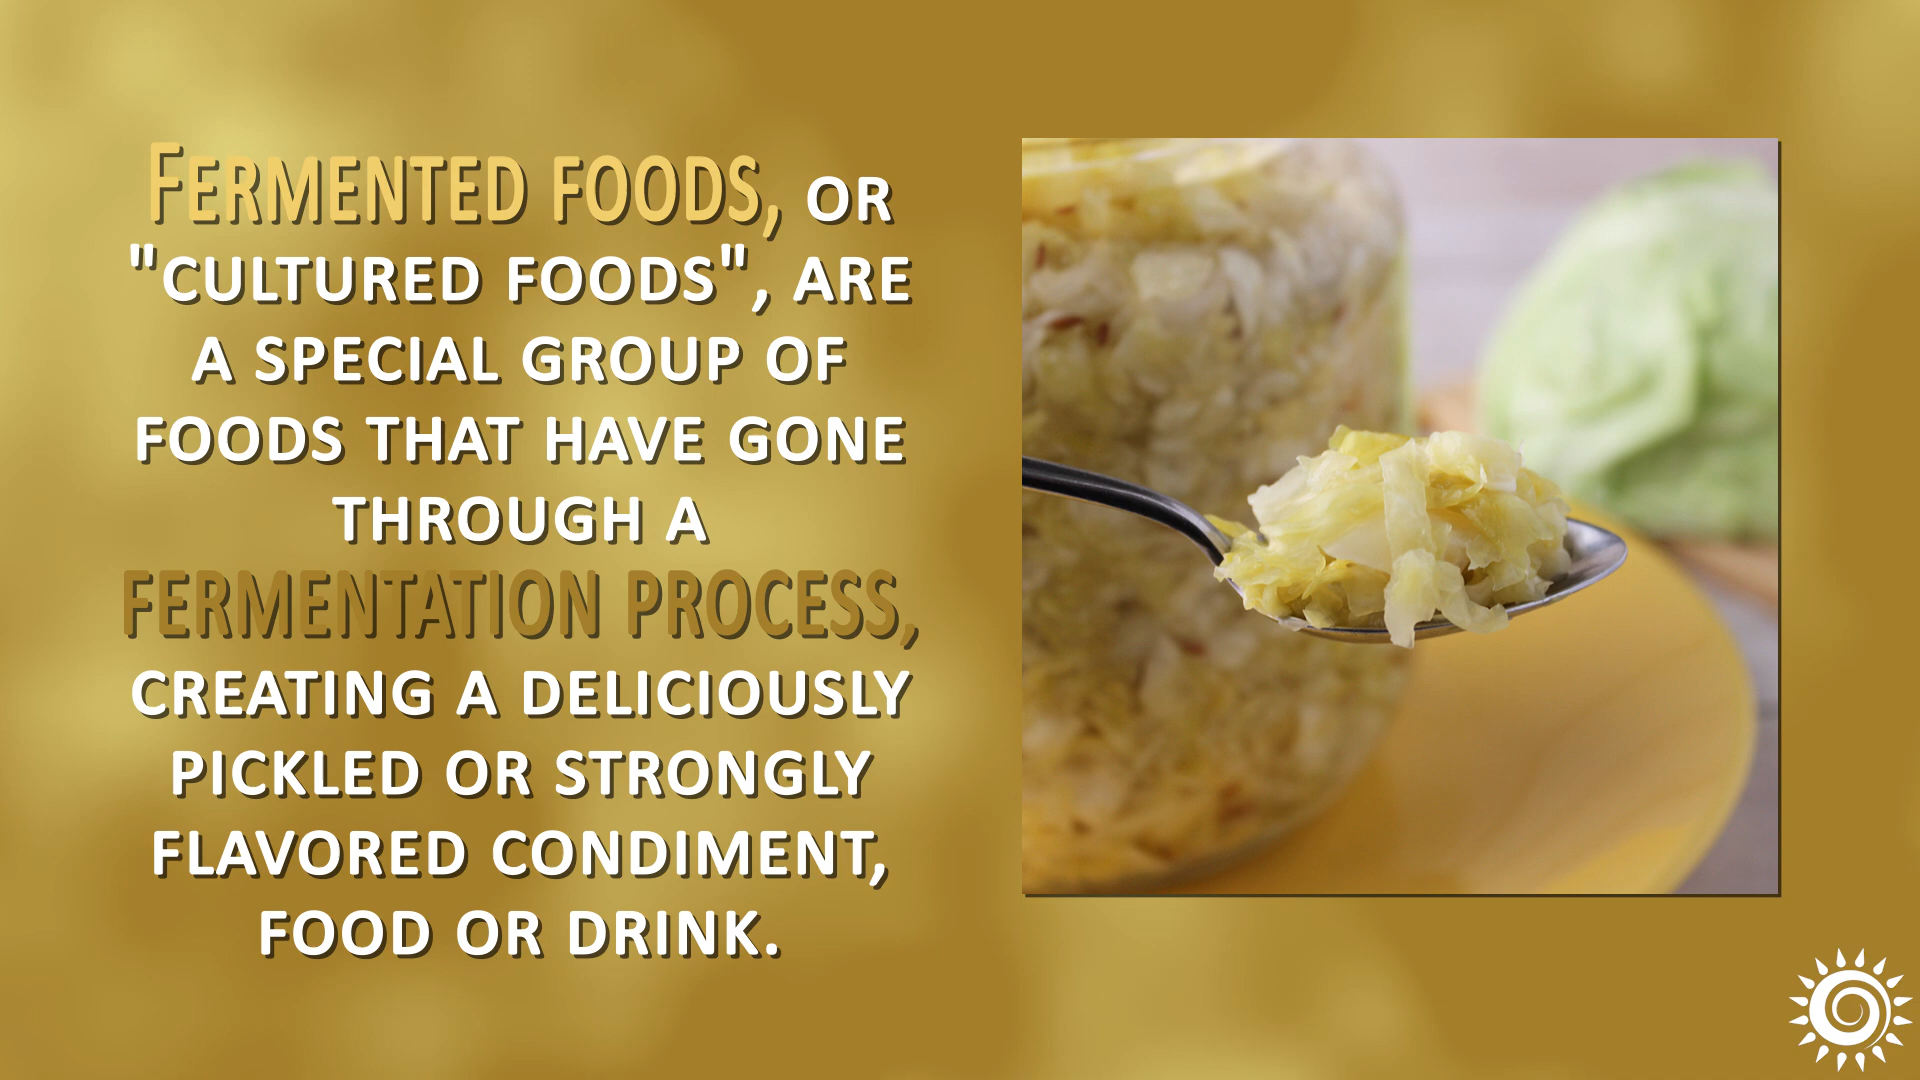 FERMENTED FOODS, OR
"CULTURED FOODS", ARE
A SPECIAL GROUP OF
FOODS THAT HAVE GONE
THROUGH A
FERMENTATION PROCESS,
CREATING A DELICIOUSLY
PICKLED OR STRONGLY
FLAVORED CONDIMENT,
FOOD OR DRINK.